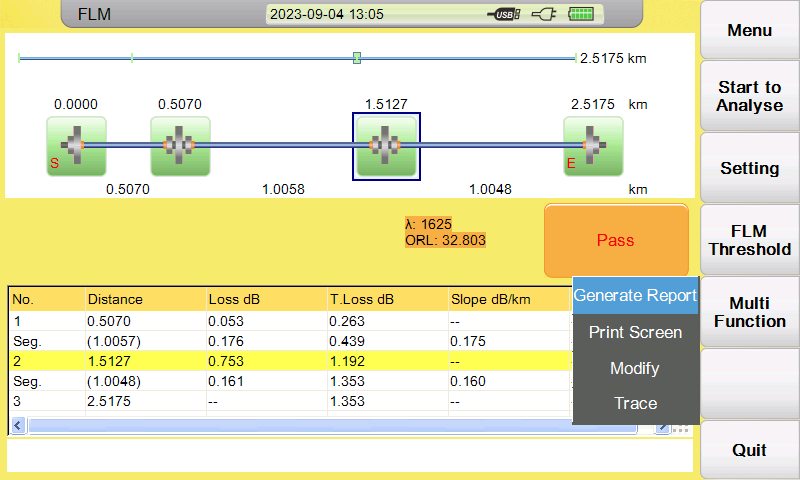 FLM
2023-09-04 13:05
USB
Menu
2.5175 km
Start to
Analyse
0.0000 0.5070 1.5127 2.5175 km
S E
0.5070 1.0058 1.0048 km
Setting
λ: 1625
ORL: 32.803
Pass
FLM
Threshold
No. Distance Loss dB T.Loss dB Slope dB/km
1 0.5070 0.053 0.263 --
Seg. (1.0057) 0.176 0.439 0.175
2 1.5127 0.753 1.192 --
Seg. (1.0048) 0.161 1.353 0.160
3 2.5175 -- 1.353 --
Generate Report
Print Screen
Modify
Trace
Multi
Function
Quit